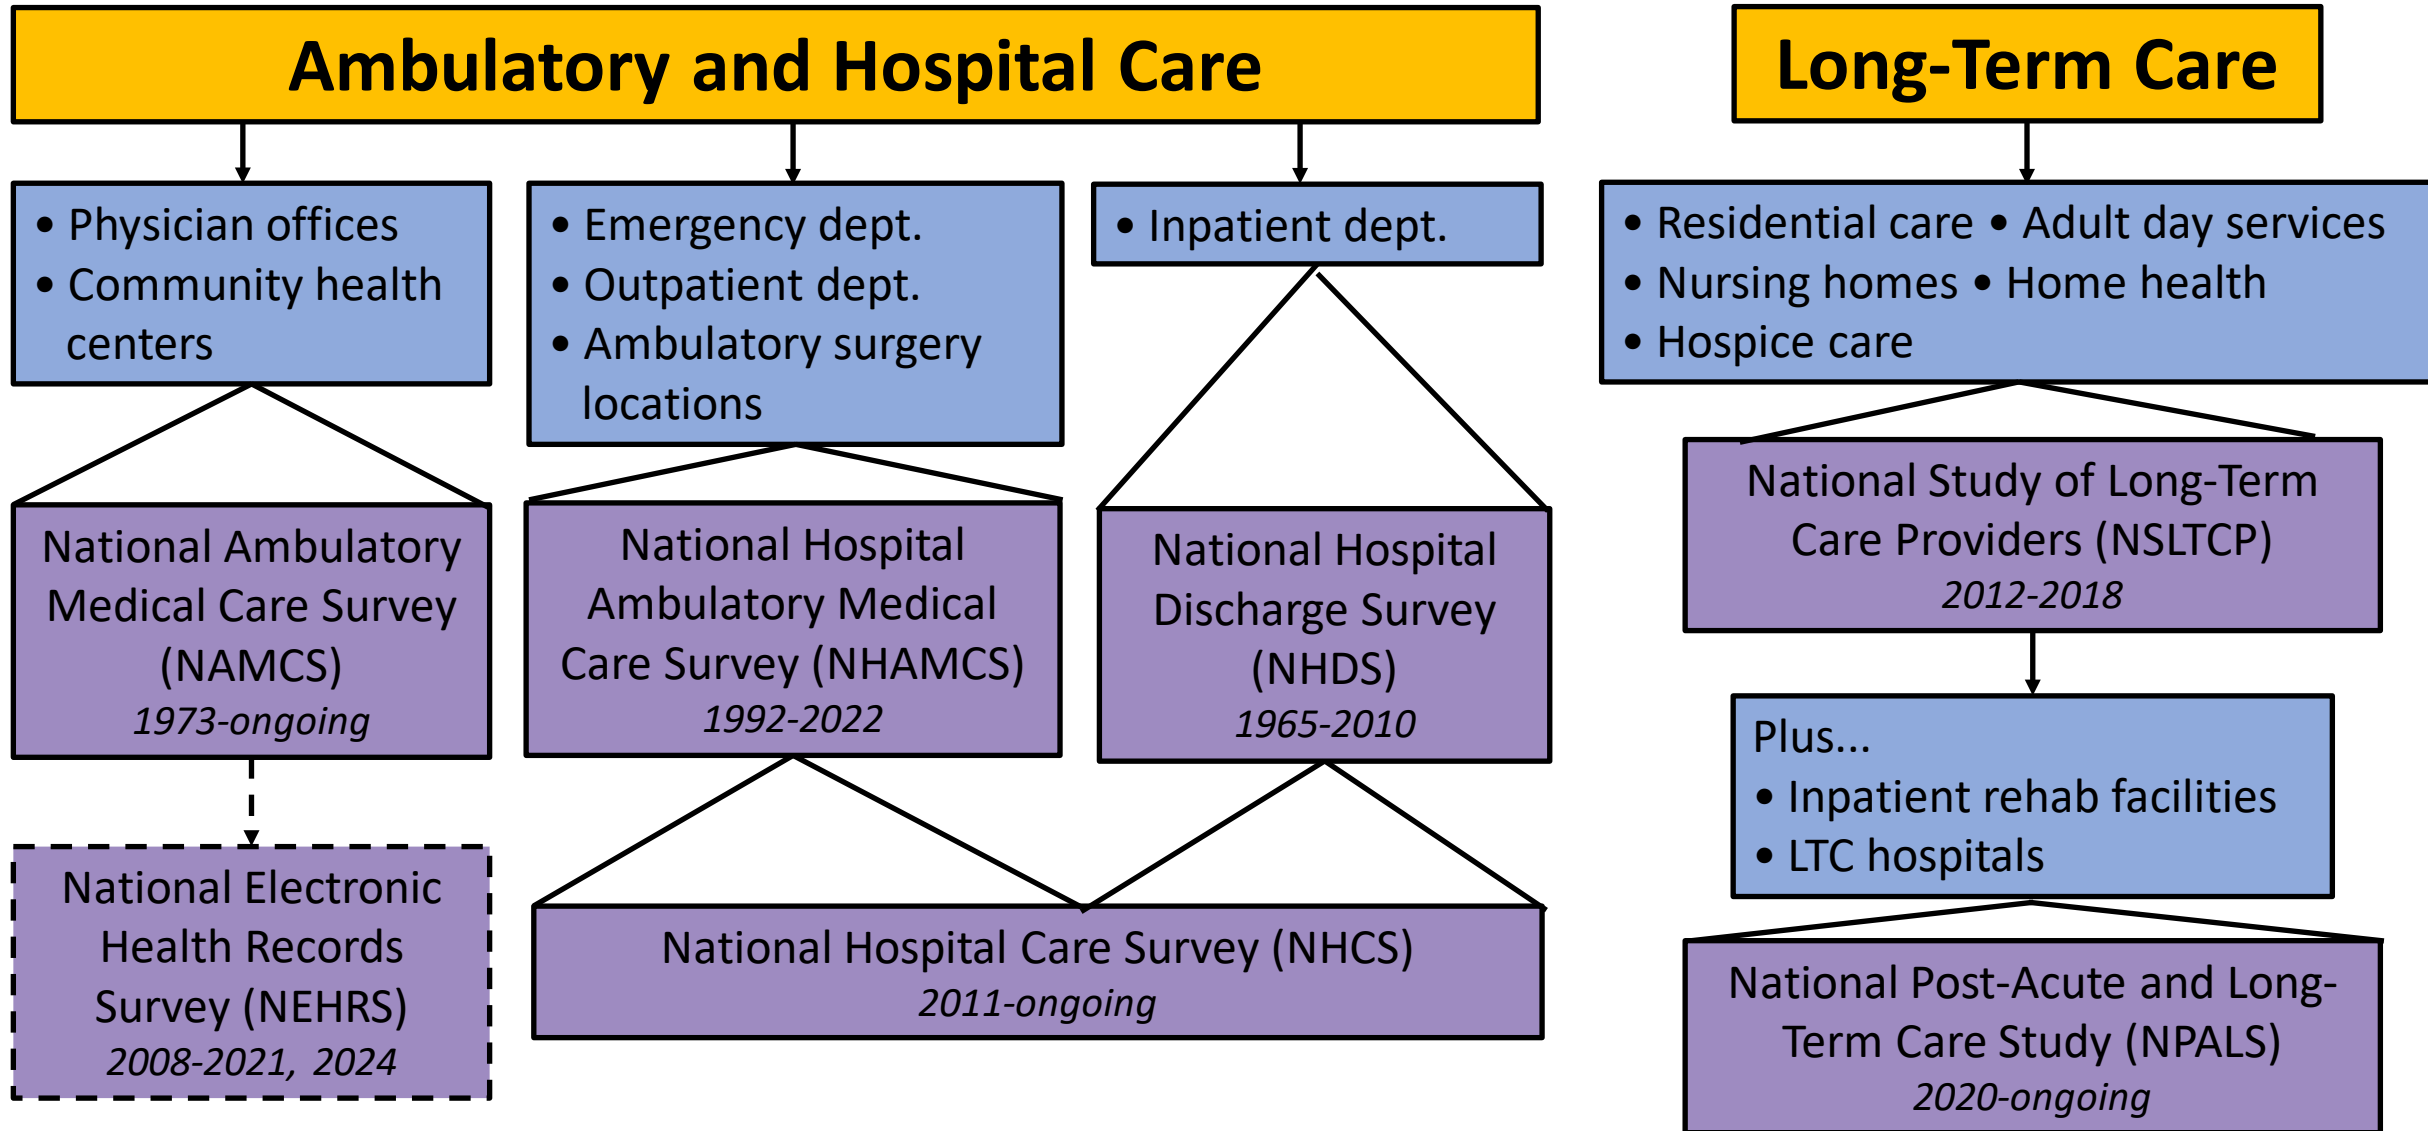 Ambulatory and Hospital Care
• Physician offices
• Community health
centers
• Emergency dept.
• Outpatient dept.
• Ambulatory surgery
locations
• Inpatient dept.
National Ambulatory
Medical Care Survey
(NAMCS)
1973-ongoing
National Hospital
Ambulatory Medical
Care Survey (NHAMCS)
1992-2022
National Hospital
Discharge Survey
(NHDS)
1965-2010
National Electronic
Health Records
Survey (NEHRS)
2008-2021, 2024
National Hospital Care Survey (NHCS)
2011-ongoing
Long-Term Care
• Residential care • Adult day services
• Nursing homes • Home health
• Hospice care
National Study of Long-Term
Care Providers (NSLTCP)
2012-2018
Plus...
• Inpatient rehab facilities
• LTC hospitals
National Post-Acute and Long-
Term Care Study (NPALS)
2020-ongoing